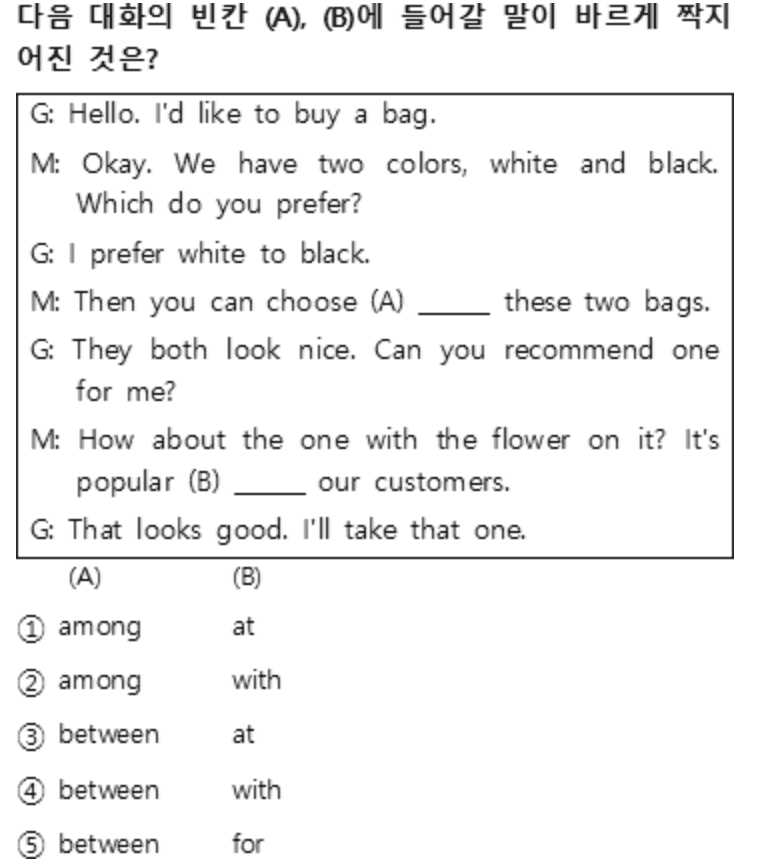 다음 대화의 빈칸 (A), (B)에 들어갈 말이 바르게 짝지
어진 것은?
G: Hello. I'd like to buy a bag.
M: Okay. We have two colors, white and black.
Which do you prefer?
G: I prefer white to black.
M: Then you can choose (A) _____ these two bags.
G: They both look nice. Can you recommend one
for me?
M: How about the one with the flower on it? It's
popular (B) _____ our customers.
G: That looks good. I'll take that one.
(A) (B)
① among at
② among with
③ between at
④ between with
⑤ between for